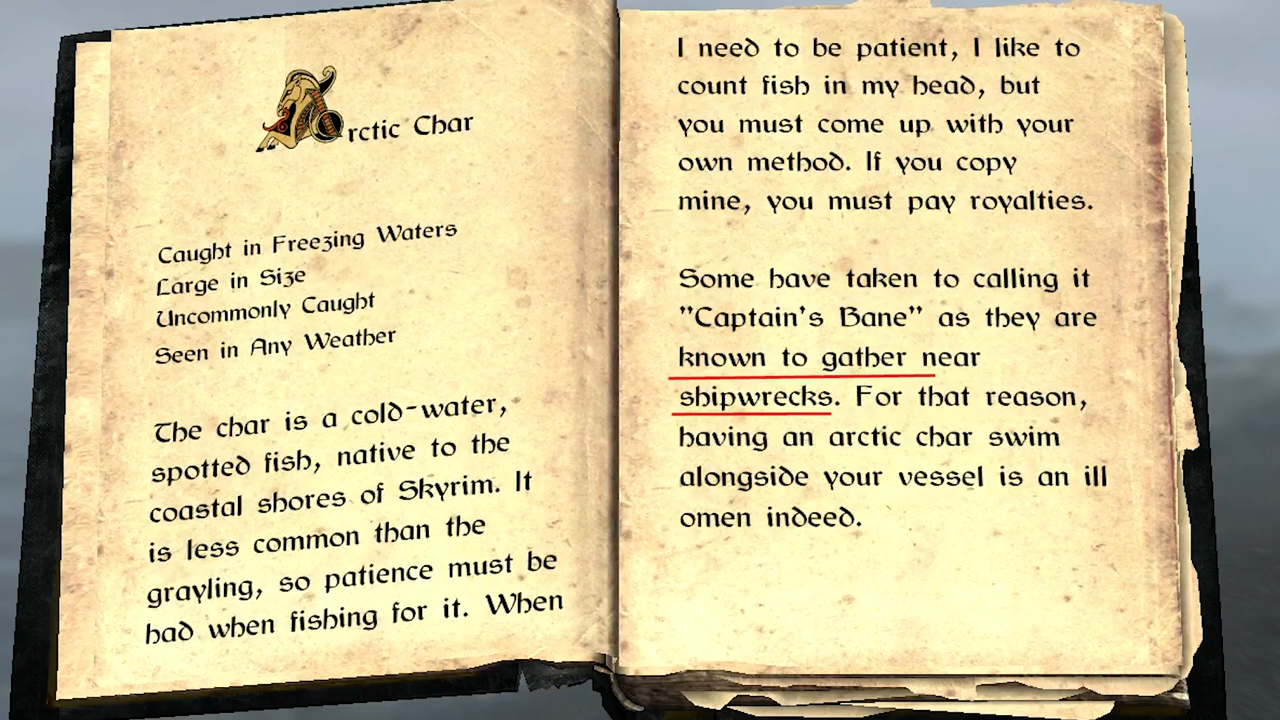 Arctic Char
Caught in Freezing Waters
Large in Size
Uncommonly Caught
Seen in Any Weather
The char is a cold-water,
spotted fish, native to the
coastal shores of Skyrim. It
is less common than the
grayling, so patience must be
had when fishing for it. When
I need to be patient, I like to
count fish in my head, but
you must come up with your
own method. If you copy
mine, you must pay royalties.
Some have taken to calling it
"Captain's Bane" as they are
known to gather near
shipwrecks. For that reason,
having an arctic char swim
alongside your vessel is an ill
omen indeed.